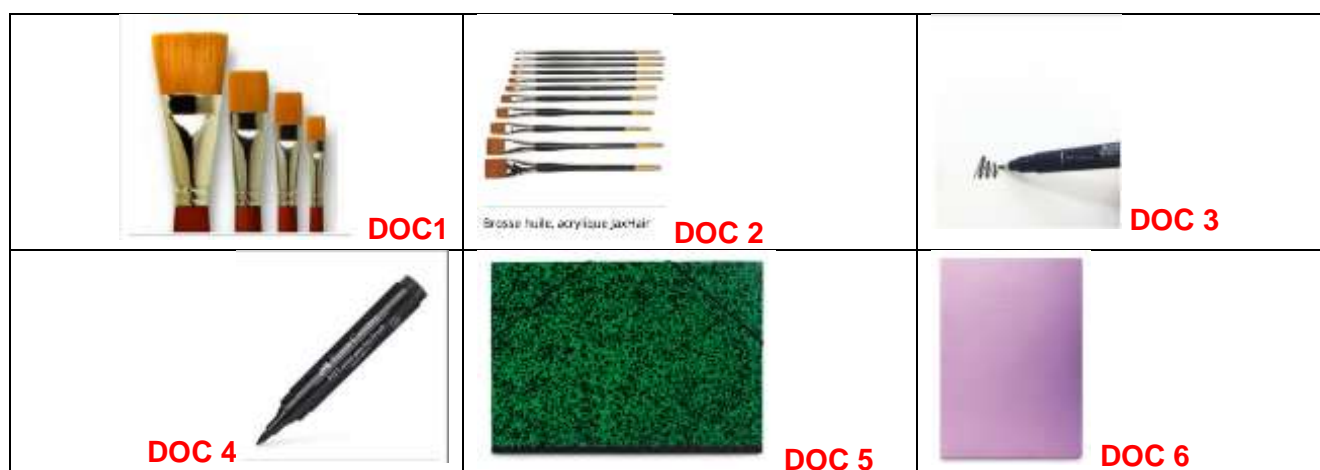 DOC1
Brosse huile, acrylique JaxHair
DOC 2
DOC 3
DOC 4
DOC 5
DOC 6